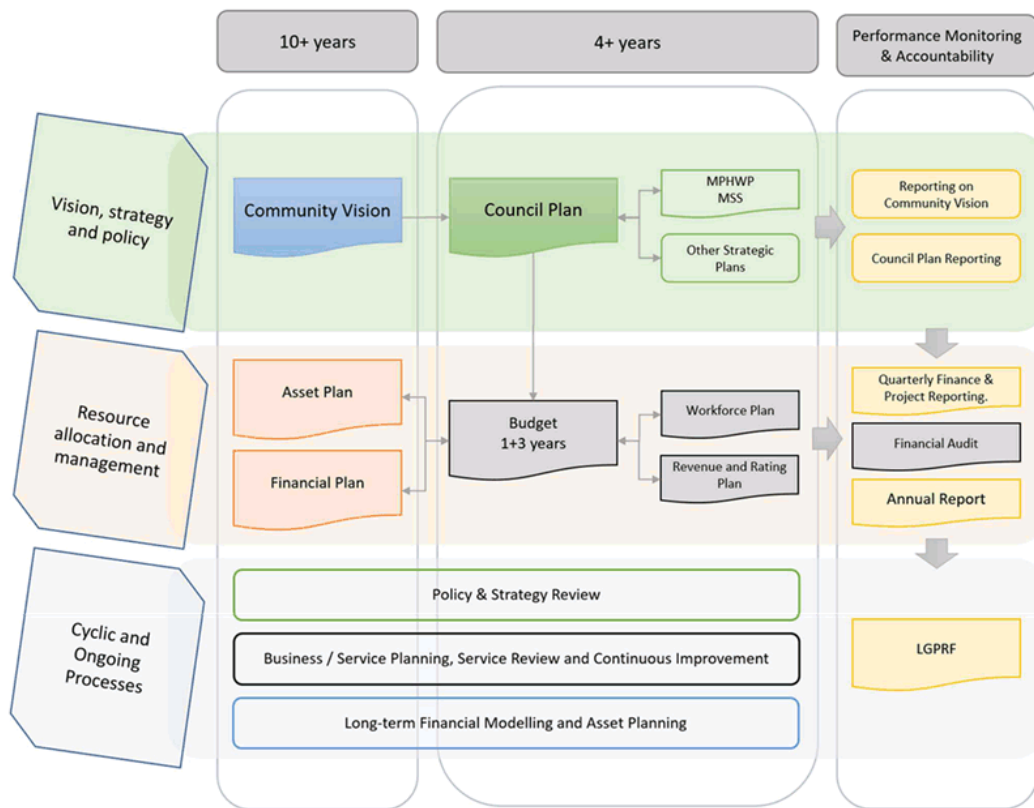 10+ years
4+ years
Performance Monitoring
& Accountability
Vision, strategy
and policy
Community Vision
Council Plan
MPHWP
MSS
Other Strategic
Plans
Reporting on
Community Vision
Council Plan Reporting
Resource
allocation and
management
Asset Plan
Financial Plan
Budget
1+3 years
Workforce Plan
Revenue and Rating
Plan
Quarterly Finance &
Project Reporting.
Financial Audit
Annual Report
Cyclic and
Ongoing
Processes
Policy & Strategy Review
Business / Service Planning, Service Review and Continuous Improvement
Long-term Financial Modelling and Asset Planning
LGPRF